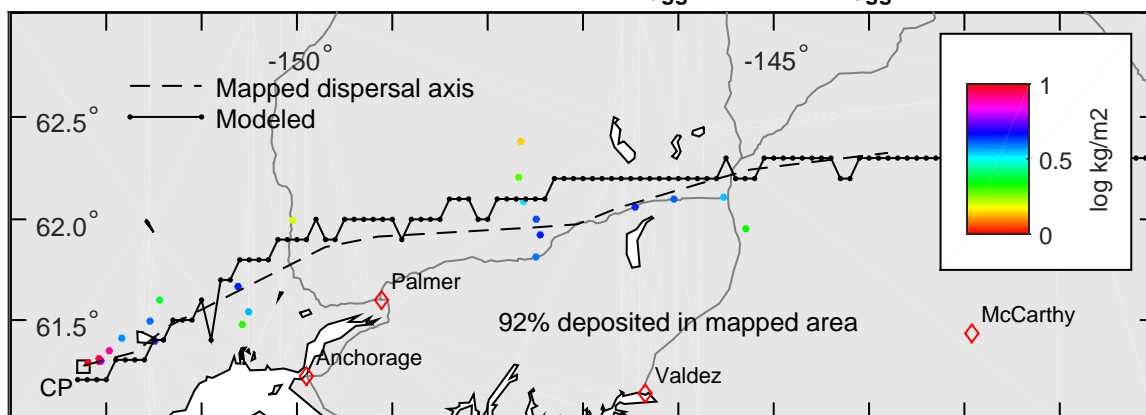 -150°
-145°
Mapped dispersal axis
Modeled
62.5°
62.0°
61.5°
1
0.5
0
log kg/m2
Palmer
McCarthy
92% deposited in mapped area
Anchorage
Valdez
CP